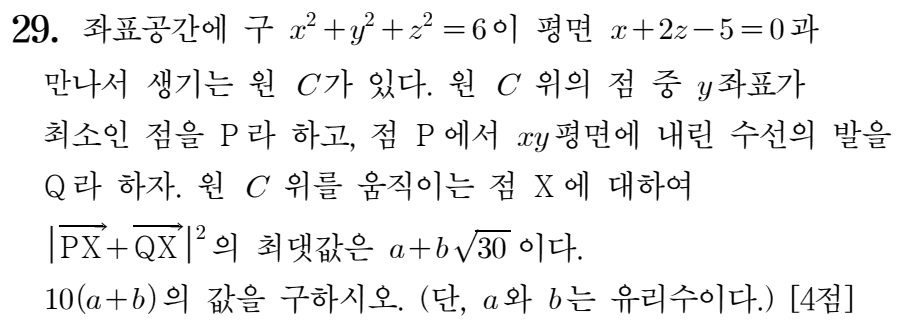 29. 좌표공간에 구 x²+y²+z²=6이 평면 x+2z-5=0과
만나서 생기는 원 C가 있다. 원 C 위의 점 중 y좌표가
최소인 점을 P라 하고, 점 P에서 xy평면에 내린 수선의 발을
Q라 하자. 원 C 위를 움직이는 점 X에 대하여
|\overrightarrow{PX}+\overrightarrow{QX}|²의 최댓값은 a+b√30이다.
10(a+b)의 값을 구하시오. (단, a와 b는 유리수이다.) [4점]